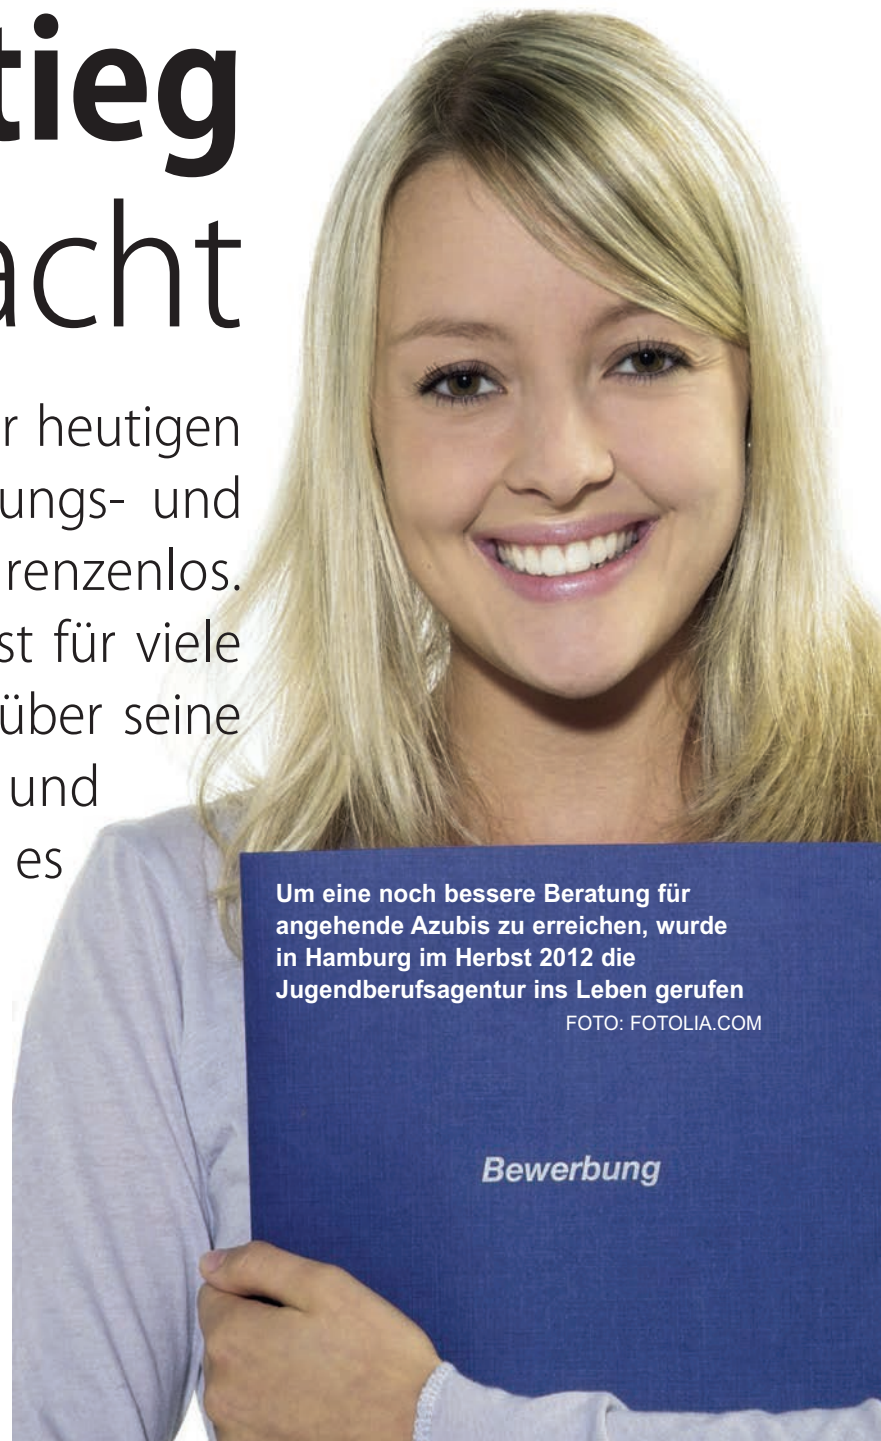 tieg
acht
r heutigen
ungs- und
renzenlos.
st für viele
über seine
und
es
Um eine noch bessere Beratung für
angehende Azubis zu erreichen, wurde
in Hamburg im Herbst 2012 die
Jugendberufsagentur ins Leben gerufen
FOTO: FOTOLIA.COM
Bewerbung